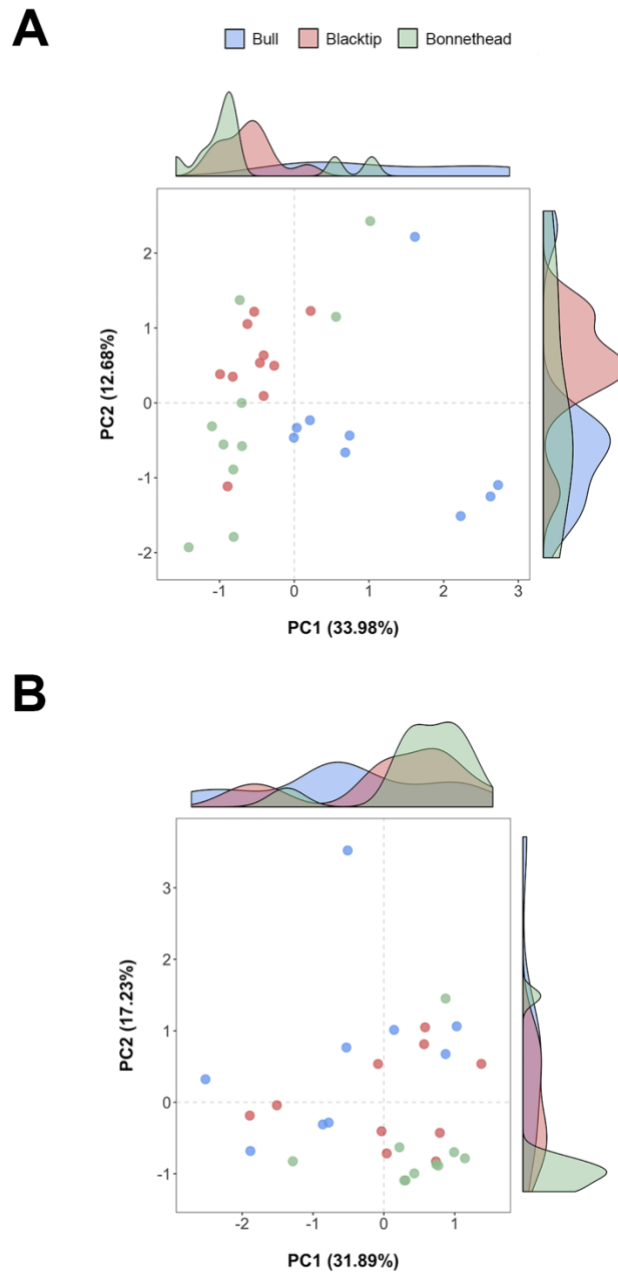 A
Bull Blacktip Bonnethead
2
1
0
-1
-2
PC2 (12.68%)
-1 0 1 2 3
PC1 (33.98%)
B
3
2
1
0
-1
PC2 (17.23%)
-2 -1 0 1
PC1 (31.89%)